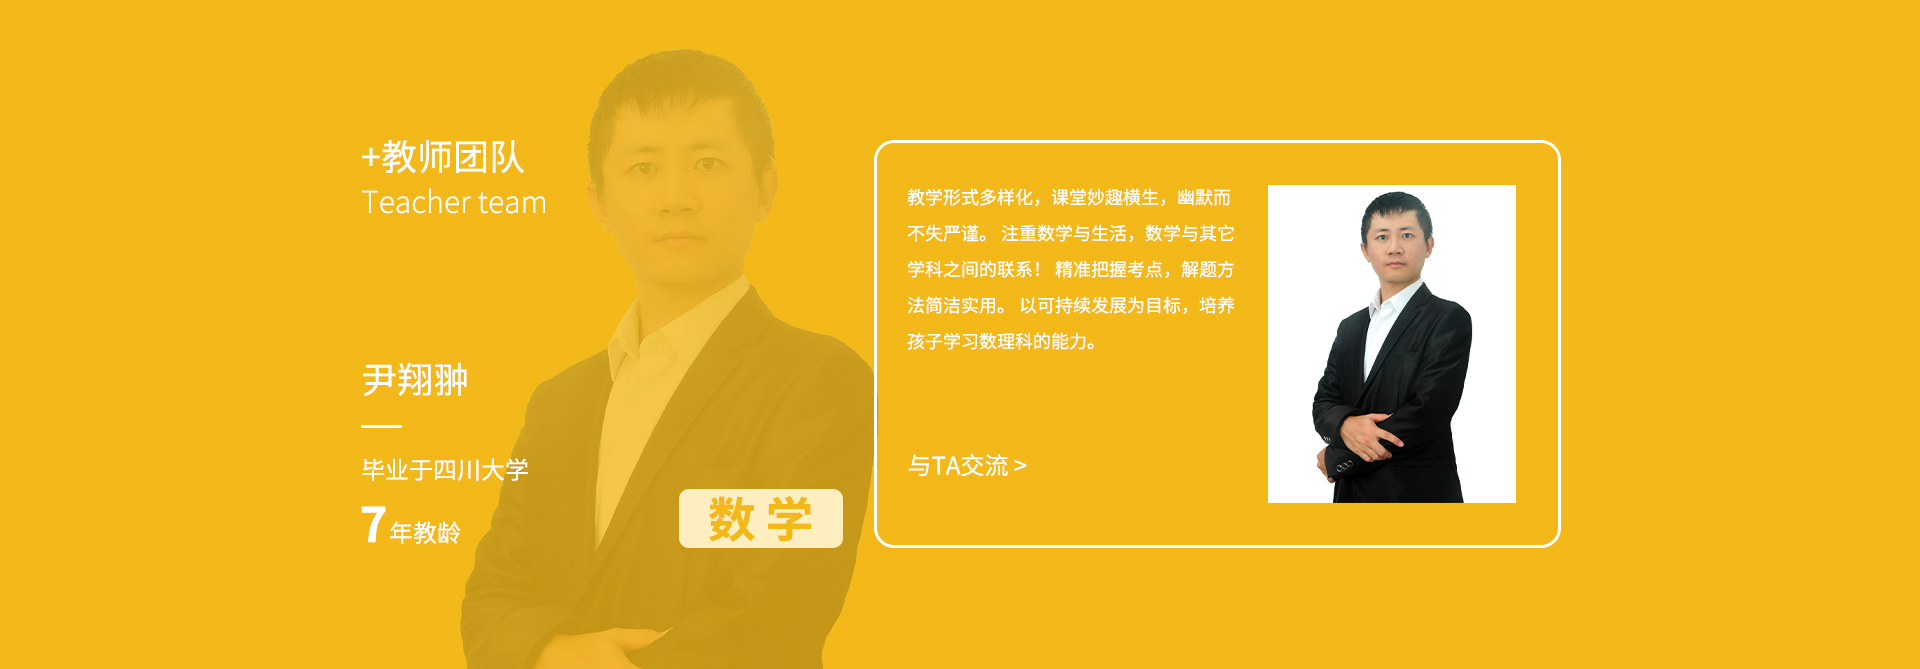 +教师团队
Teacher team
尹翔翀
毕业于四川大学
7年教龄
数学
教学形式多样化，课堂妙趣横生，幽默而
不失严谨。 注重数学与生活，数学与其它
学科之间的联系！ 精准把握考点，解题方
法简洁实用。 以可持续发展为目标，培养
孩子学习数理科的能力。
与TA交流 >